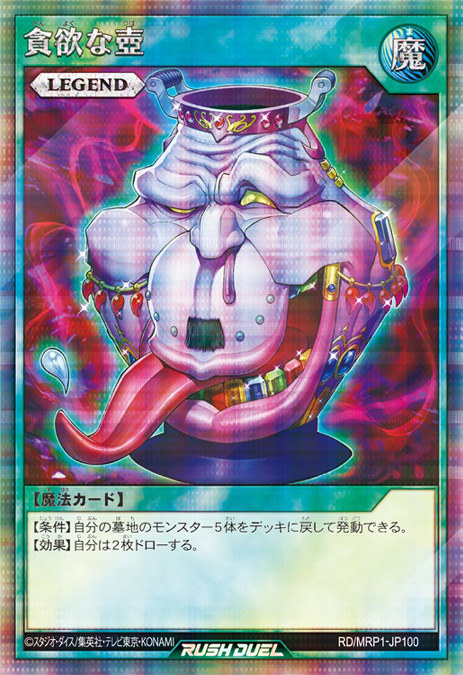 貪欲な壺
魔
LEGEND
【魔法カード】
【条件】自分の墓地のモンスター5体をデッキに戻して発動できる。
【効果】自分は2枚ドローする。
©スタジオ・ダイス/集英社・テレビ東京・KONAMI
RUSH DUEL
RD/MRP1-JP100